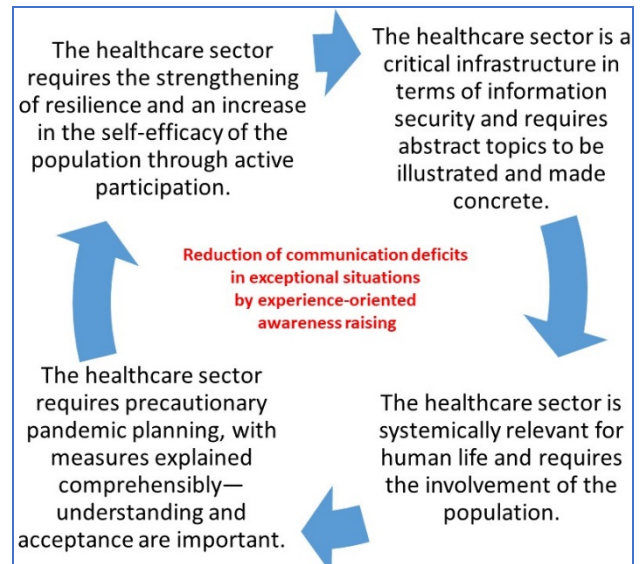 The healthcare sector
requires the strengthening
of resilience and an increase
in the self-efficacy of the
population through active
participation.
The healthcare sector is a
critical infrastructure in
terms of information
security and requires
abstract topics to be
illustrated and made
concrete.
Reduction of communication deficits
in exceptional situations
by experience-oriented
awareness raising
The healthcare sector
requires precautionary
pandemic planning, with
measures explained
comprehensibly—
understanding and
acceptance are important.
The healthcare sector is
systemically relevant for
human life and requires
the involvement of the
population.